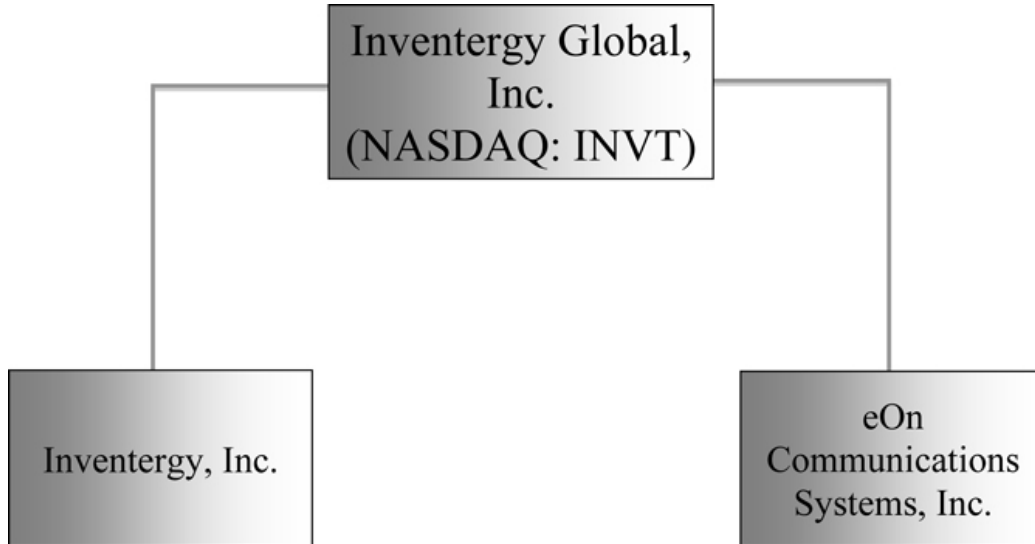 Inventergy Global,
Inc.
(NASDAQ: INVT)
Inventergy, Inc.
eOn
Communications
Systems, Inc.